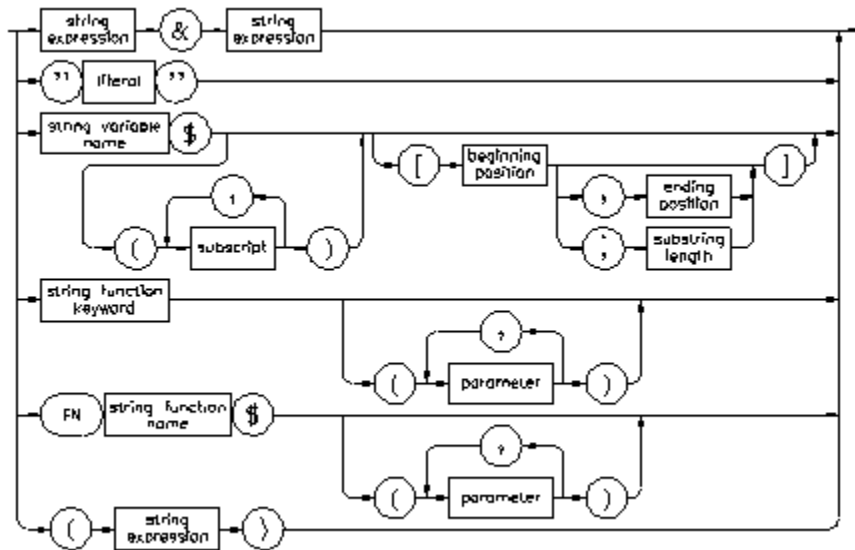 string expression & string expression
" literal "
string variable name $
[ beginning position ]
, ending position
( , subscript )
; substring length
string function keyword
( , parameter )
FN string function name $
( , parameter )
( string expression )